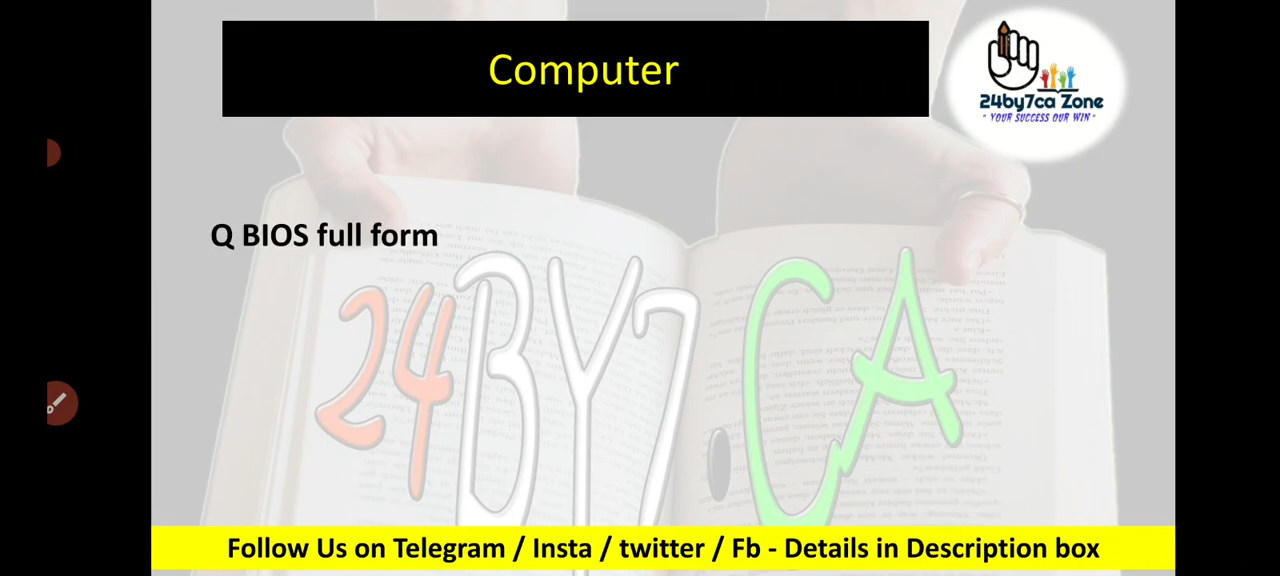 Computer
24by7ca Zone
" YOUR SUCCESS OUR WIN "
Q BIOS full form
24BY7.CA
Follow Us on Telegram / Insta / twitter / Fb - Details in Description box